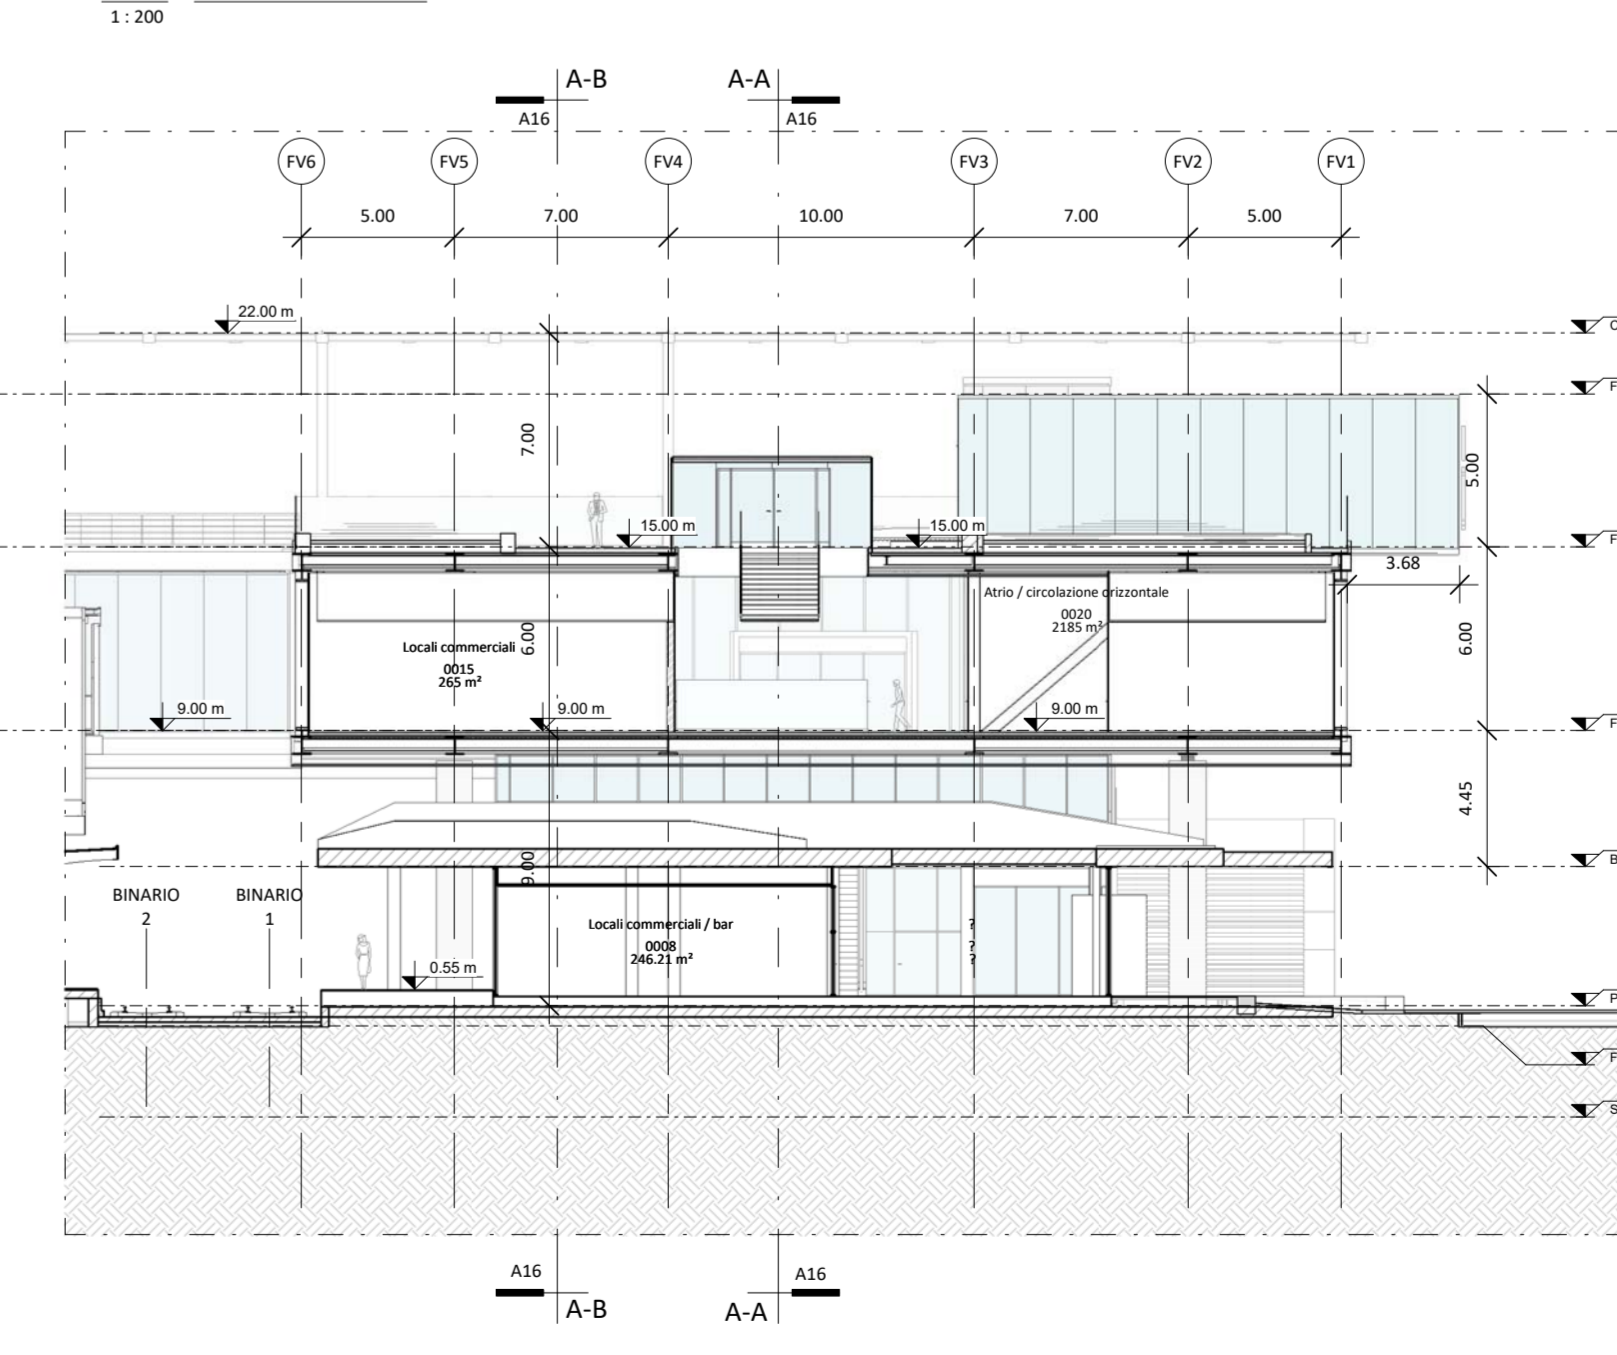 1 : 200
A-B
A-A
A16
A16
FV6
FV5
FV4
FV3
FV2
FV1
5.00
7.00
10.00
7.00
5.00
22.00 m
7.00
5.00
15.00 m
15.00 m
3.68
Atrio / circolazione orizzontale
0020
2185 m²
Locali commerciali
0015
265 m²
6.00
6.00
9.00 m
9.00 m
9.00 m
4.45
9.00
BINARIO
2
BINARIO
1
Locali commerciali / bar
0008
246.21 m²
?
?
?
0.55 m
F
F
F
B
P
F
S
A16
A16
A-B
A-A